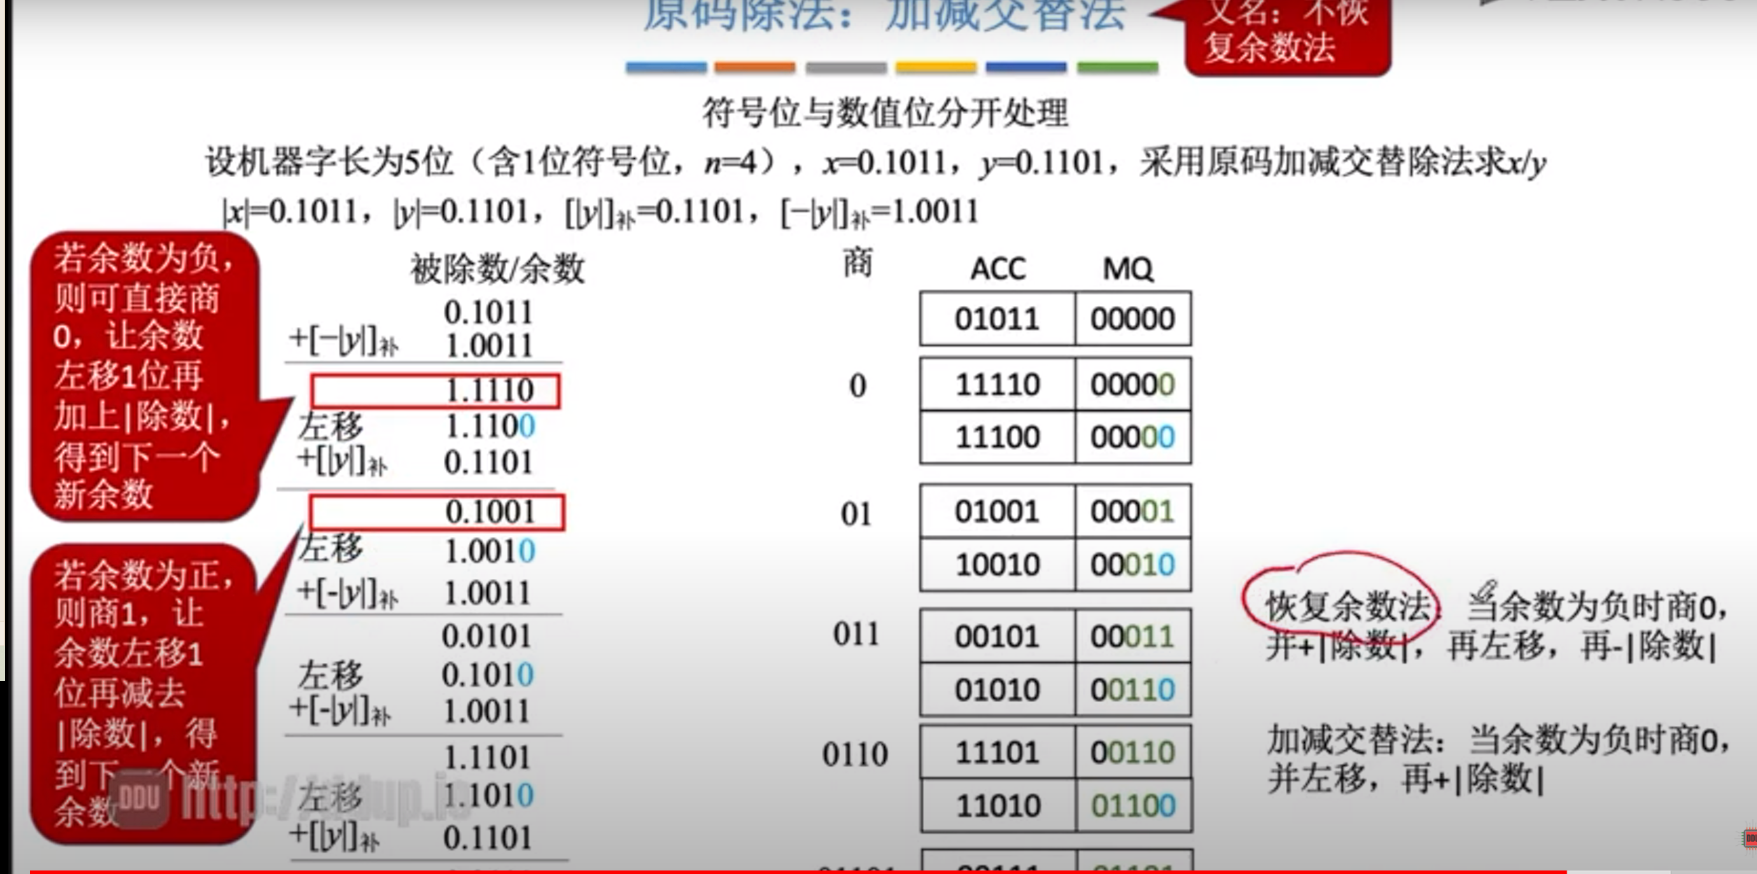 原码除法：加减交替法
又名：不恢
复余数法
符号位与数值位分开处理
设机器字长为5位（含1位符号位，n=4），x=0.1011，y=0.1101，采用原码加减交替除法求x/y
|x|=0.1011，|y|=0.1101，[|y|]补=0.1101，[−|y|]补=1.0011
若余数为负，
则可直接商
0，让余数
左移1位再
加上|除数|，
得到下一个
新余数
若余数为正，
则商1，让
余数左移1
位再减去
|除数|，得
到下一个新
余数
被除数/余数 商 ACC MQ
0.1011 01011 00000
+[−|y|]补 1.0011
1.1110 0 11110 00000
左移 1.1100 11100 00000
+[|y|]补 0.1101
0.1001 01 01001 00001
左移 1.0010 10010 00010
+[-|y|]补 1.0011
0.0101 011 00101 00011
左移 0.1010 01010 00110
+[-|y|]补 1.0011
1.1101 0110 11101 00110
左移 1.1010 11010 01100
+[|y|]补 0.1101
恢复余数法：当余数为负时商0，
并+|除数|，再左移，再-|除数|
加减交替法：当余数为负时商0，
并左移，再+|除数|
DDU